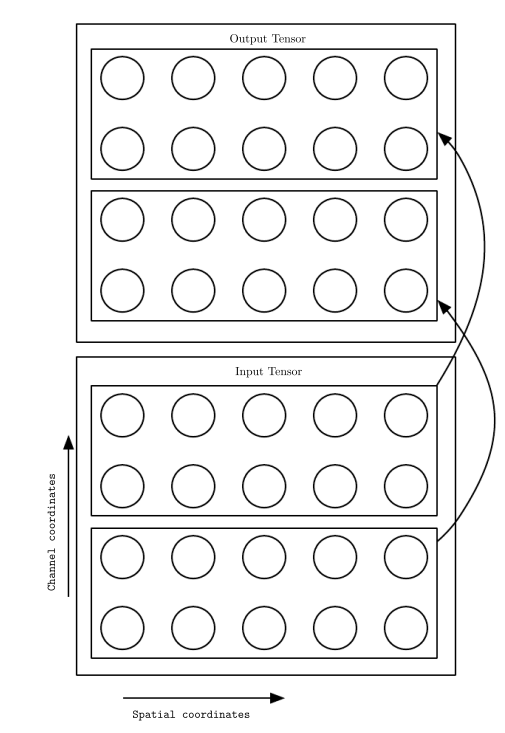 Output Tensor
Input Tensor
Channel coordinates
Spatial coordinates